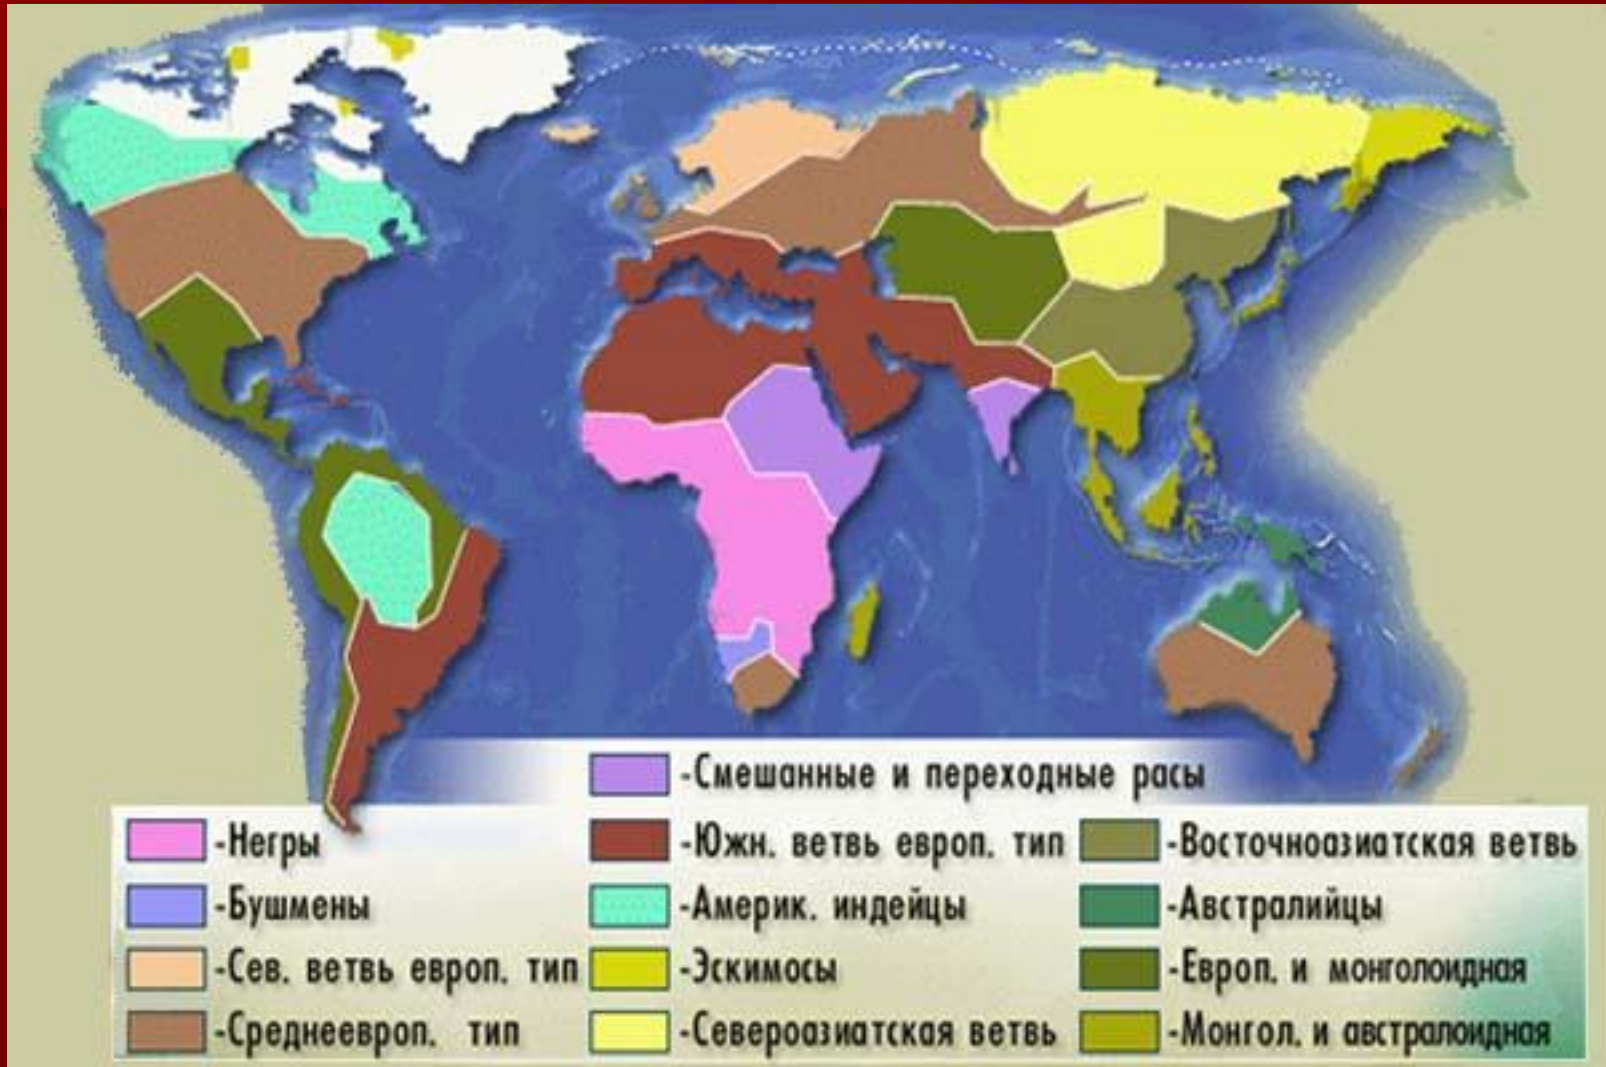 -Смешанные и переходные расы
-Негры
-Южн. ветвь европ. тип
-Восточноазиатская ветвь
-Бушмены
-Америк. индейцы
-Австралийцы
-Сев. ветвь европ. тип
-Эскимосы
-Европ. и монголоидная
-Среднеевроп. тип
-Североазиатская ветвь
-Монгол. и австралоидная